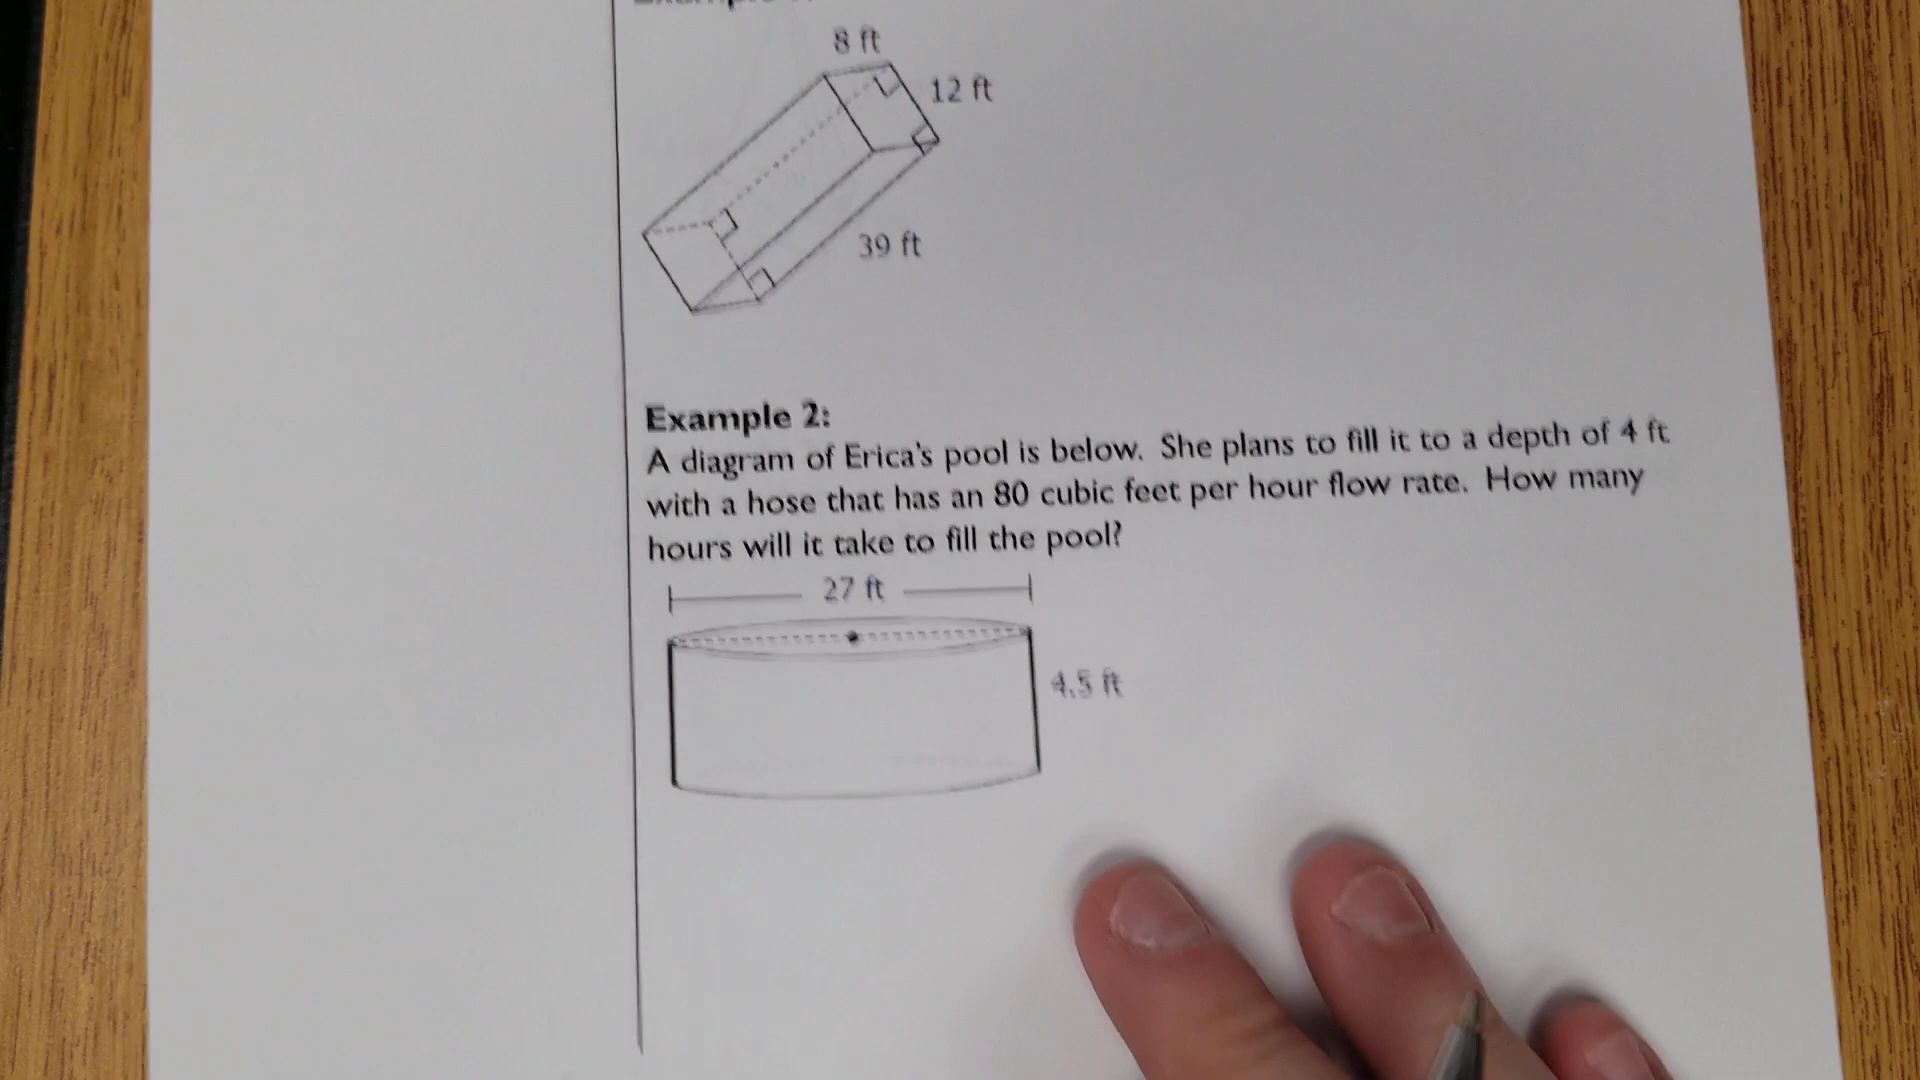 8 ft
12 ft
39 ft
Example 2:
A diagram of Erica's pool is below. She plans to fill it to a depth of 4 ft
with a hose that has an 80 cubic feet per hour flow rate. How many
hours will it take to fill the pool?
27 ft
4.5 ft